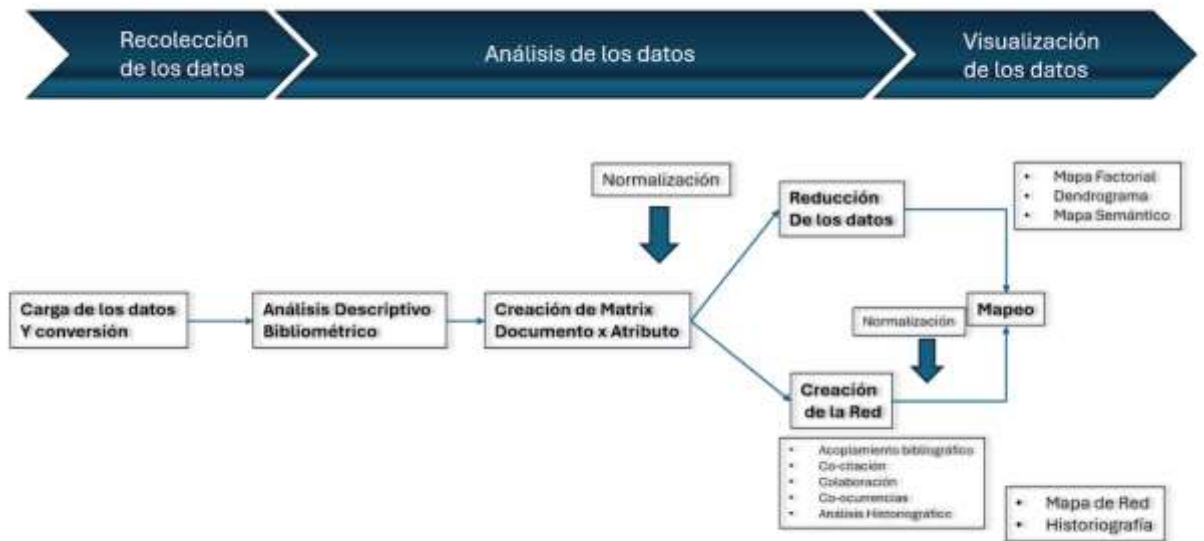 Recolección
de los datos
Análisis de los datos
Visualización
de los datos
Normalización
Reducción
De los datos
• Mapa Factorial
• Dendrograma
• Mapa Semántico
Carga de los datos
Y conversión
Análisis Descriptivo
Bibliométrico
Creación de Matrix
Documento x Atributo
Normalización
Mapeo
Creación
de la Red
• Acoplamiento bibliográfico
• Co-citación
• Colaboración
• Co-ocurrencias
• Análisis Historiográfico
• Mapa de Red
• Historiografía